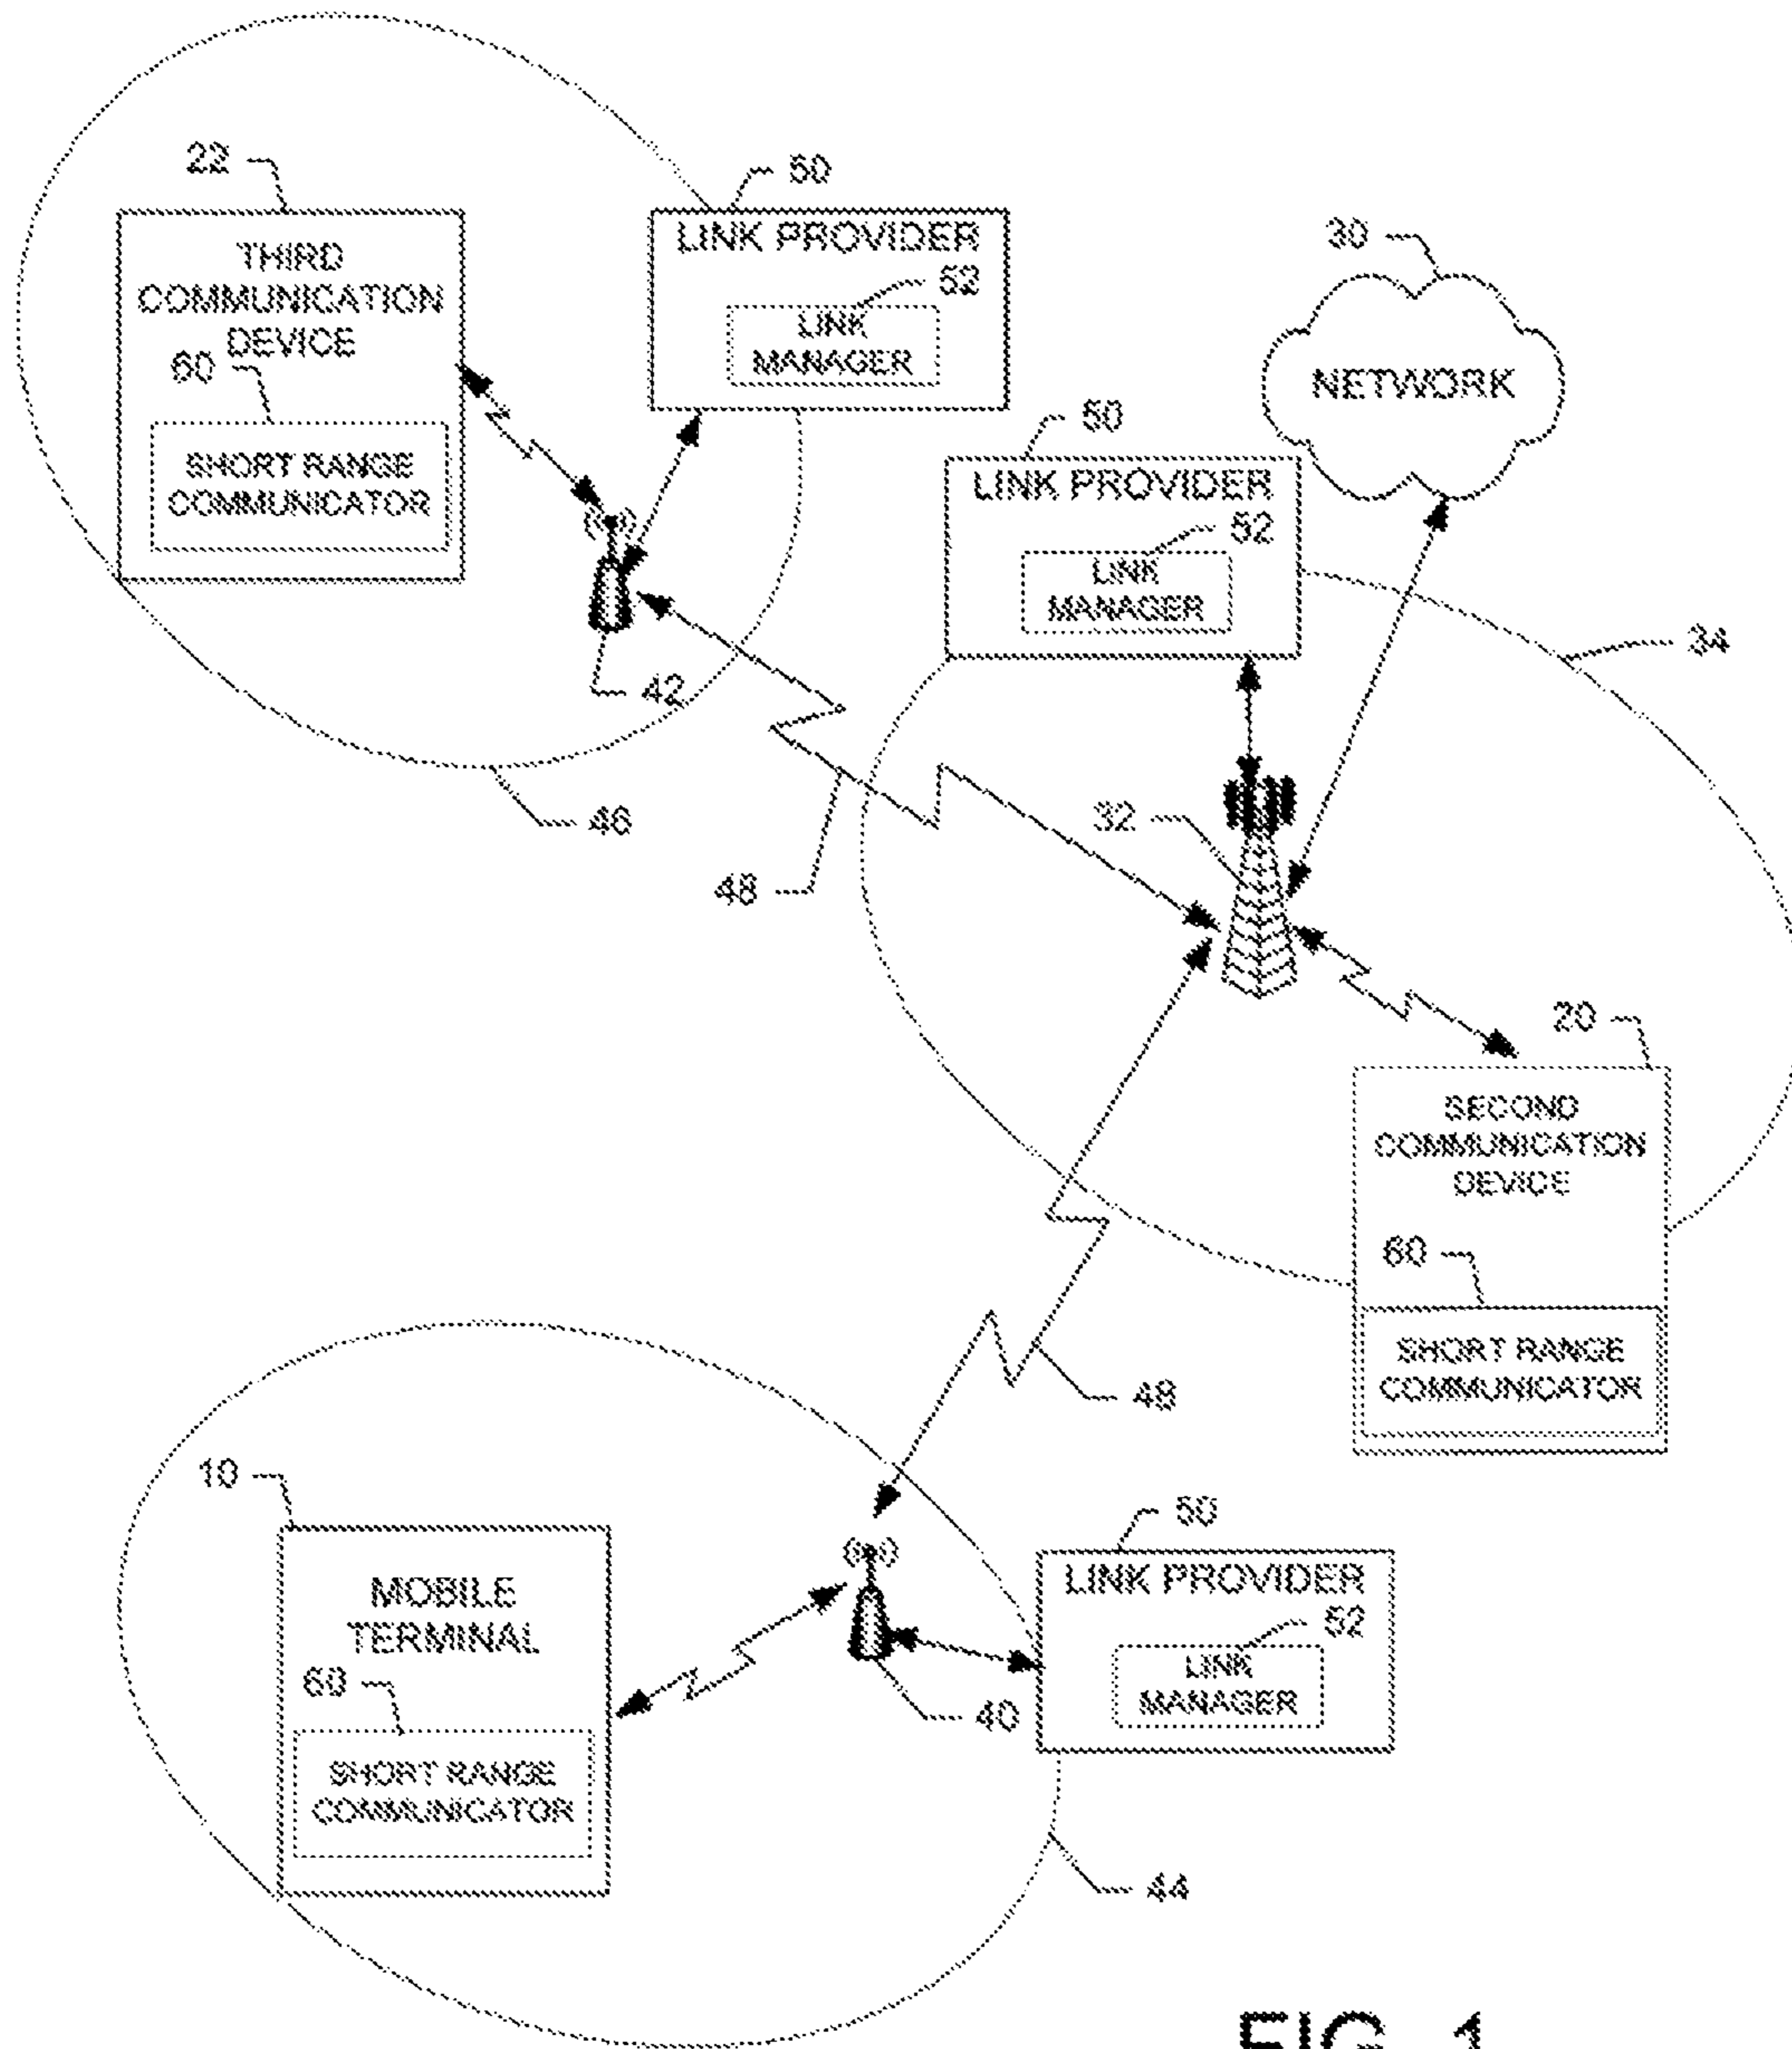 22
50
THIRD
COMMUNICATION
DEVICE
LINK PROVIDER
52
LINK
MANAGER
30
NETWORK
60
SHORT RANGE
COMMUNICATOR
50
LINK PROVIDER
52
LINK
MANAGER
34
42
46
32
48
20
SECOND
COMMUNICATION
DEVICE
60
SHORT RANGE
COMMUNICATOR
48
10
MOBILE
TERMINAL
60
SHORT RANGE
COMMUNICATOR
50
LINK PROVIDER
52
LINK
MANAGER
40
44
FIG. 1